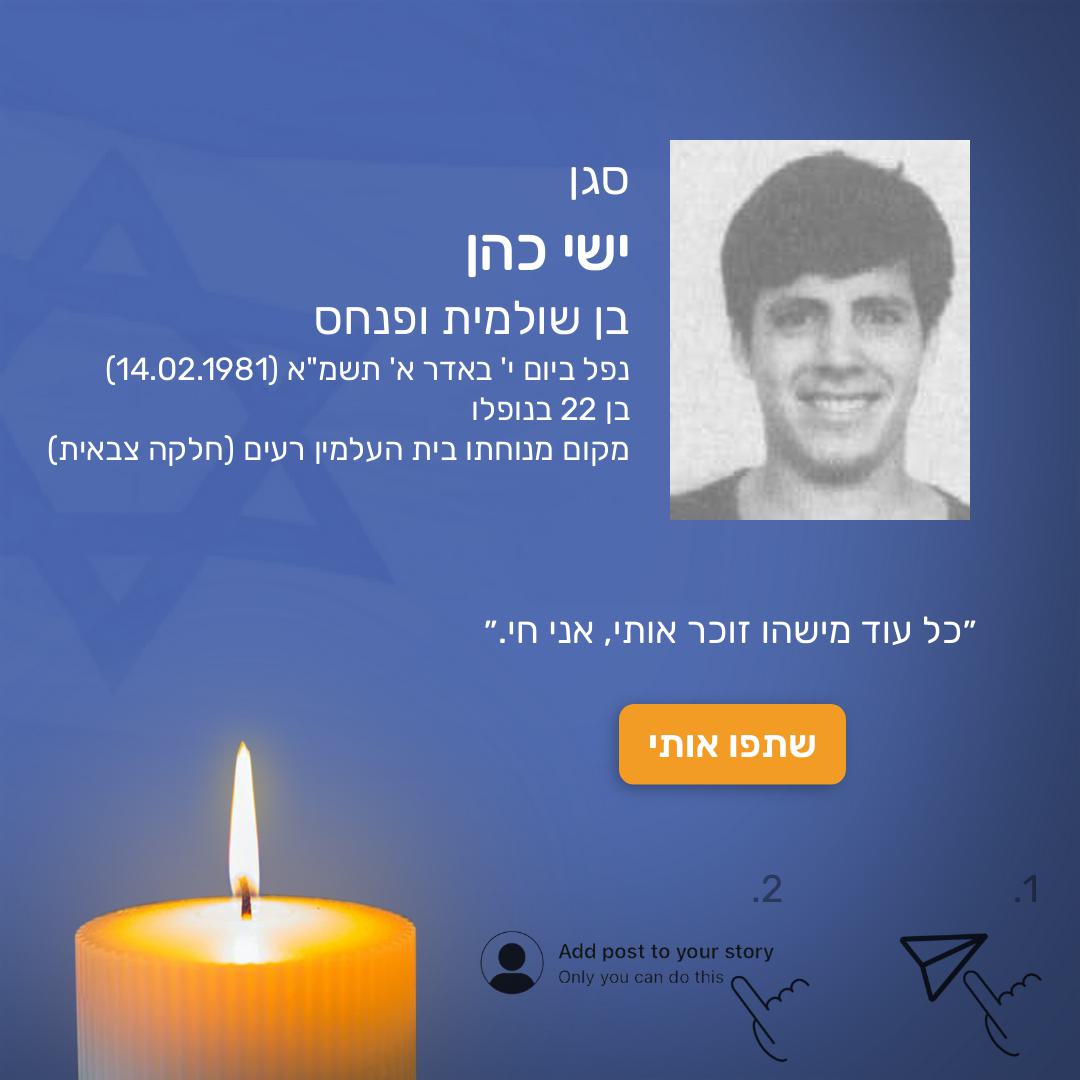 סגן
ישי כהן
בן שולמית ופנחס
נפל ביום י' באדר א' תשמ"א (14.02.1981)
בן 22 בנופלו
מקום מנוחתו בית העלמין רעים (חלקה צבאית)
״כל עוד מישהו זוכר אותי, אני חי.״
שתפו אותי
1.
2.
Add post to your story
Only you can do this